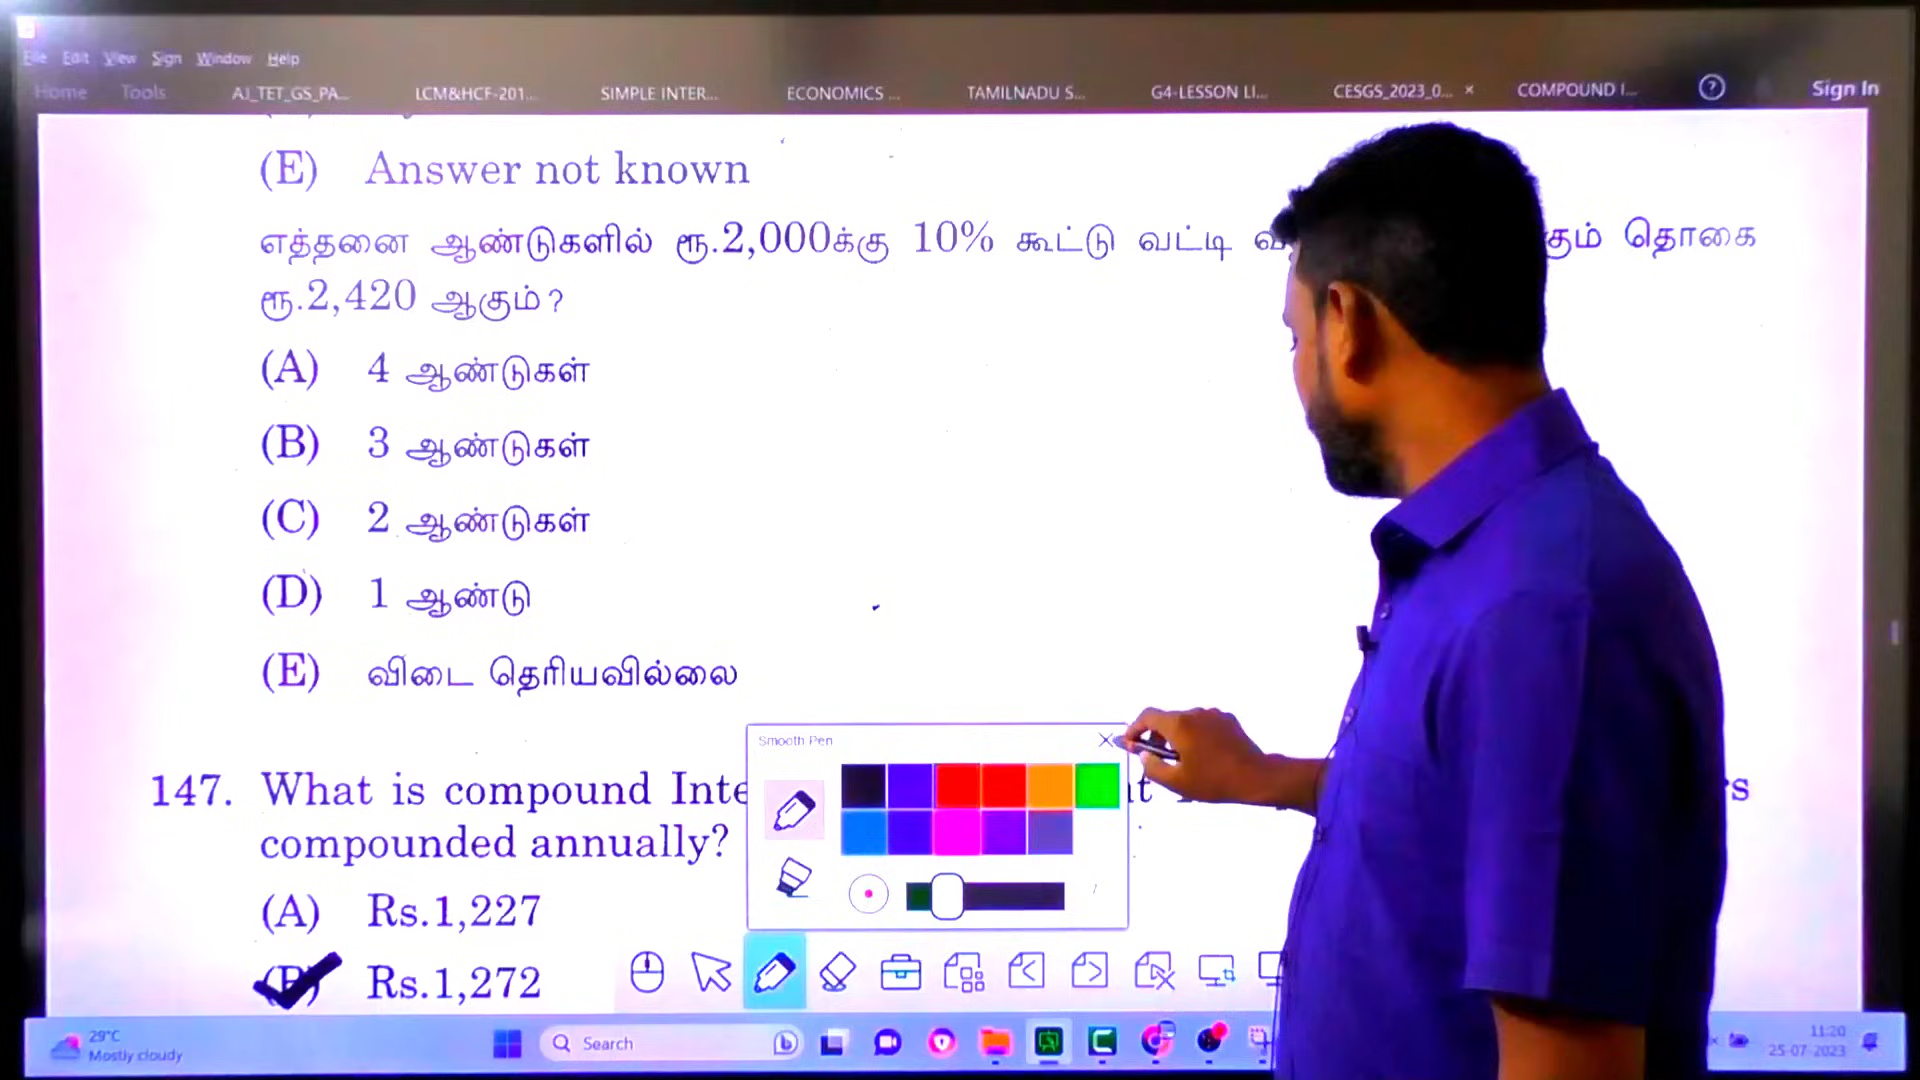 File Edit View Sign Window Help
Home Tools AJ_TET_GS_PA... LCM&HCF-201... SIMPLE INTER... ECONOMICS ... TAMILNADU S... G4-LESSON LI... CESGS_2023_0... × COMPOUND I... ? Sign In
(E) Answer not known
எத்தனை ஆண்டுகளில் ரூ.2,000க்கு 10% கூட்டு வட்டி தொகை
ரூ.2,420 ஆகும்?
(A) 4 ஆண்டுகள்
(B) 3 ஆண்டுகள்
(C) 2 ஆண்டுகள்
(D) 1 ஆண்டு
(E) விடை தெரியவில்லை
Smooth Pen
147. What is compound
compounded annually?
(A) Rs.1,227
(B) Rs.1,272
29°C
Mostly cloudy
Search
11:20
25-07-2023